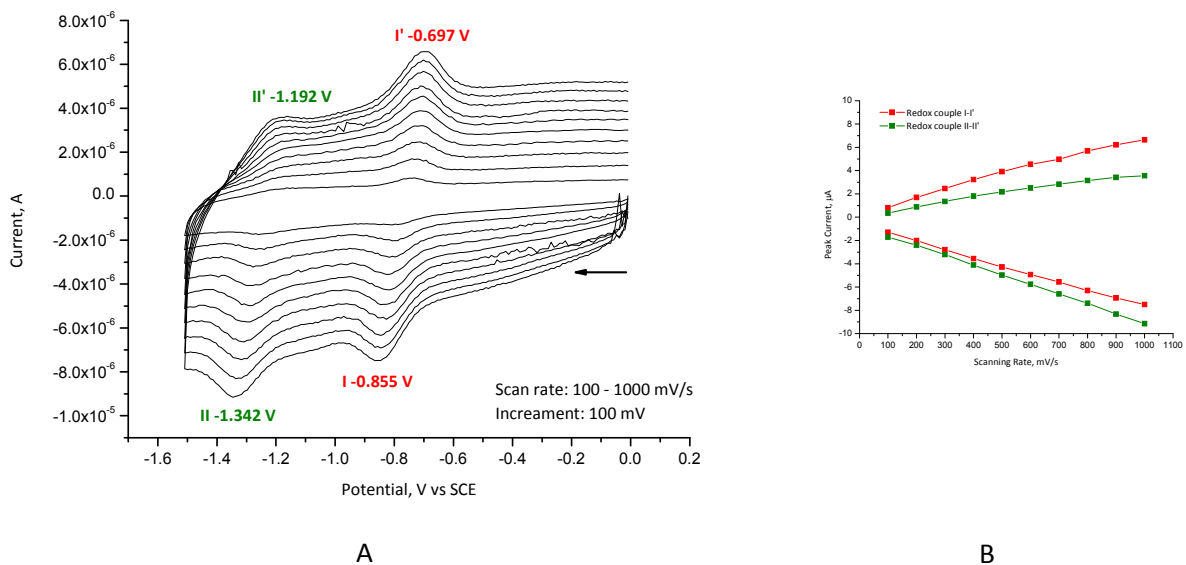 8.0x10-6
6.0x10-6
4.0x10-6
2.0x10-6
0.0
-2.0x10-6
-4.0x10-6
-6.0x10-6
-8.0x10-6
-1.0x10-5
Current, A
I' -0.697 V
II' -1.192 V
I -0.855 V
II -1.342 V
Scan rate: 100 - 1000 mV/s
Increament: 100 mV
-1.6 -1.4 -1.2 -1.0 -0.8 -0.6 -0.4 -0.2 0.0 0.2
Potential, V vs SCE
A
10
8
6
4
2
0
-2
-4
-6
-8
-10
Peak Current, µA
Redox couple I-I'
Redox couple II-II'
0 100 200 300 400 500 600 700 800 900 1000 1100
Scanning Rate, mV/s
B